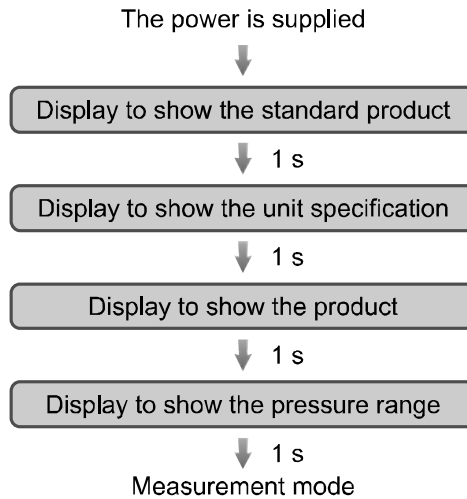 The power is supplied
Display to show the standard product
1 s
Display to show the unit specification
1 s
Display to show the product
1 s
Display to show the pressure range
1 s
Measurement mode